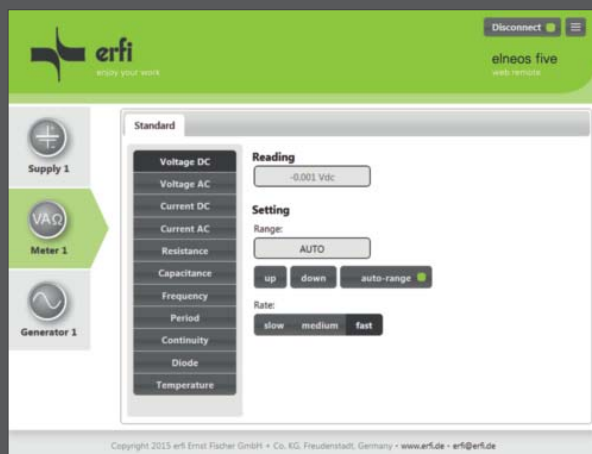 Disconnect
erfi
enjoy your work
elneos five
web remote
Standard
Supply 1
VAΩ
Meter 1
Generator 1
Voltage DC
Voltage AC
Current DC
Current AC
Resistance
Capacitance
Frequency
Period
Continuity
Diode
Temperature
Reading
-0.001 Vdc
Setting
Range:
AUTO
up down auto-range
Rate:
slow medium fast
Copyright 2015 erfi Ernst Fischer GmbH + Co. KG, Freudenstadt, Germany • www.erfi.de • erfi@erfi.de